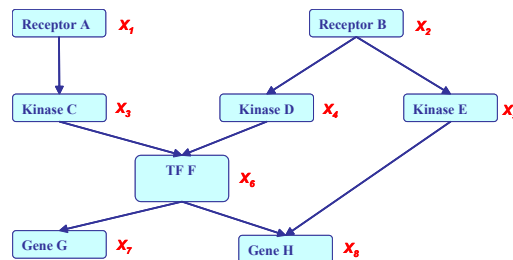 Receptor A X1
Receptor B X2
Kinase C X3
Kinase D X4
Kinase E X
TF F X6
Gene G X7
Gene H X8